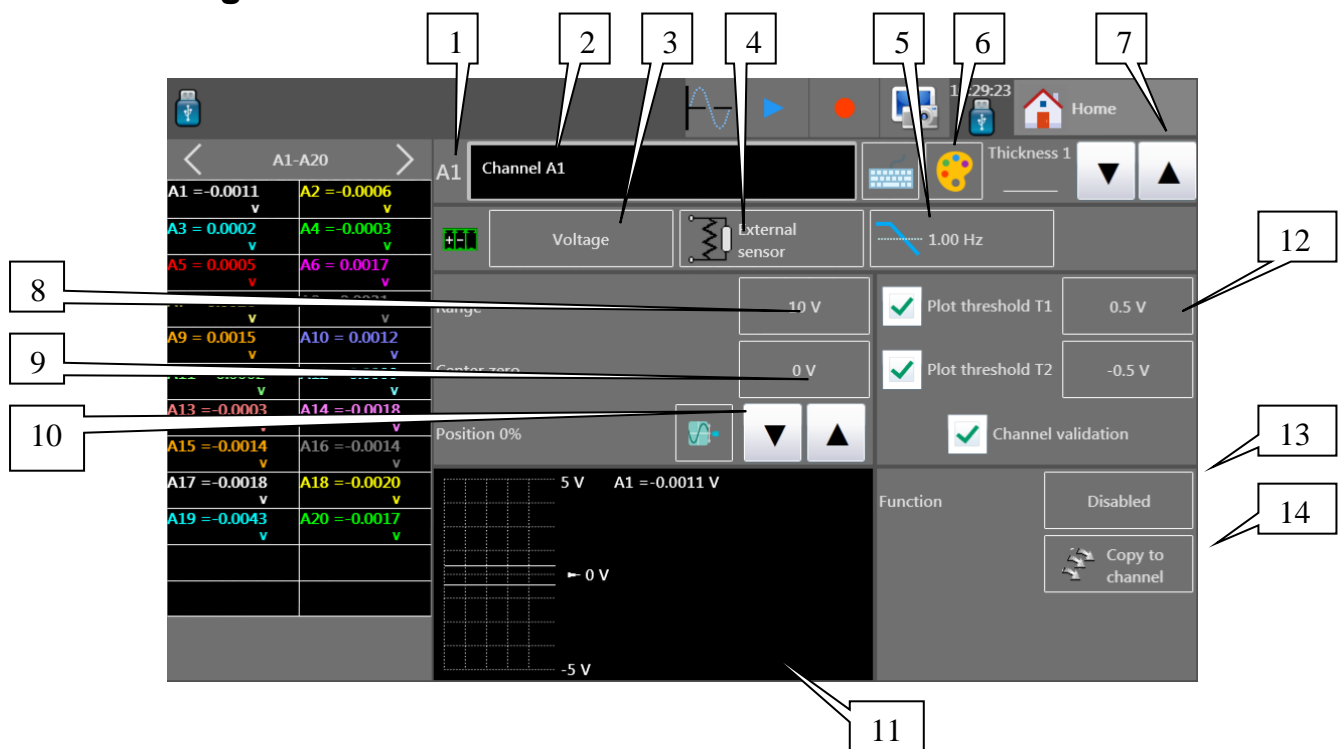 g
1 2 3 4 5 6 7
29:23
Home
A1-A20
A1
Channel A1
Thickness 1
A1 =-0.0011 V
A2 =-0.0006 V
A3 = 0.0002 V
A4 =-0.0003 V
A5 = 0.0005 V
A6 = 0.0017 V
V
V
A9 = 0.0015 V
A10 = 0.0012 V
V
V
A13 =-0.0003
A14 =-0.0018 V
A15 =-0.0014 V
A16 =-0.0014 V
A17 =-0.0018 V
A18 =-0.0020 V
A19 =-0.0043 V
A20 =-0.0017 V
Voltage
External
sensor
1.00 Hz
Range
10 V
Center zero
0 V
Position 0%
Plot threshold T1
0.5 V
Plot threshold T2
-0.5 V
Channel validation
5 V A1 =-0.0011 V
0 V
-5 V
Function
Disabled
Copy to
channel
8
9
10
11
12
13
14